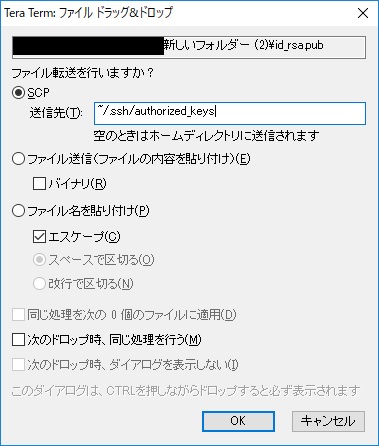 Tera Term: ファイル ドラッグ&ドロップ
新しいフォルダー (2)¥id_rsa.pub
ファイル転送を行いますか?
SCP
送信先(T): ~/.ssh/authorized_keys
空のときはホームディレクトリに送信されます
ファイル送信(ファイルの内容を貼り付け)(E)
バイナリ(R)
ファイル名を貼り付け(P)
エスケープ(C)
スペースで区切る(O)
改行で区切る(N)
同じ処理を次の 0 個のファイルに適用(D)
次のドロップ時、同じ処理を行う(M)
次のドロップ時、ダイアログを表示しない(I)
このダイアログは、CTRLを押しながらドロップすると必ず表示されます
OK キャンセル